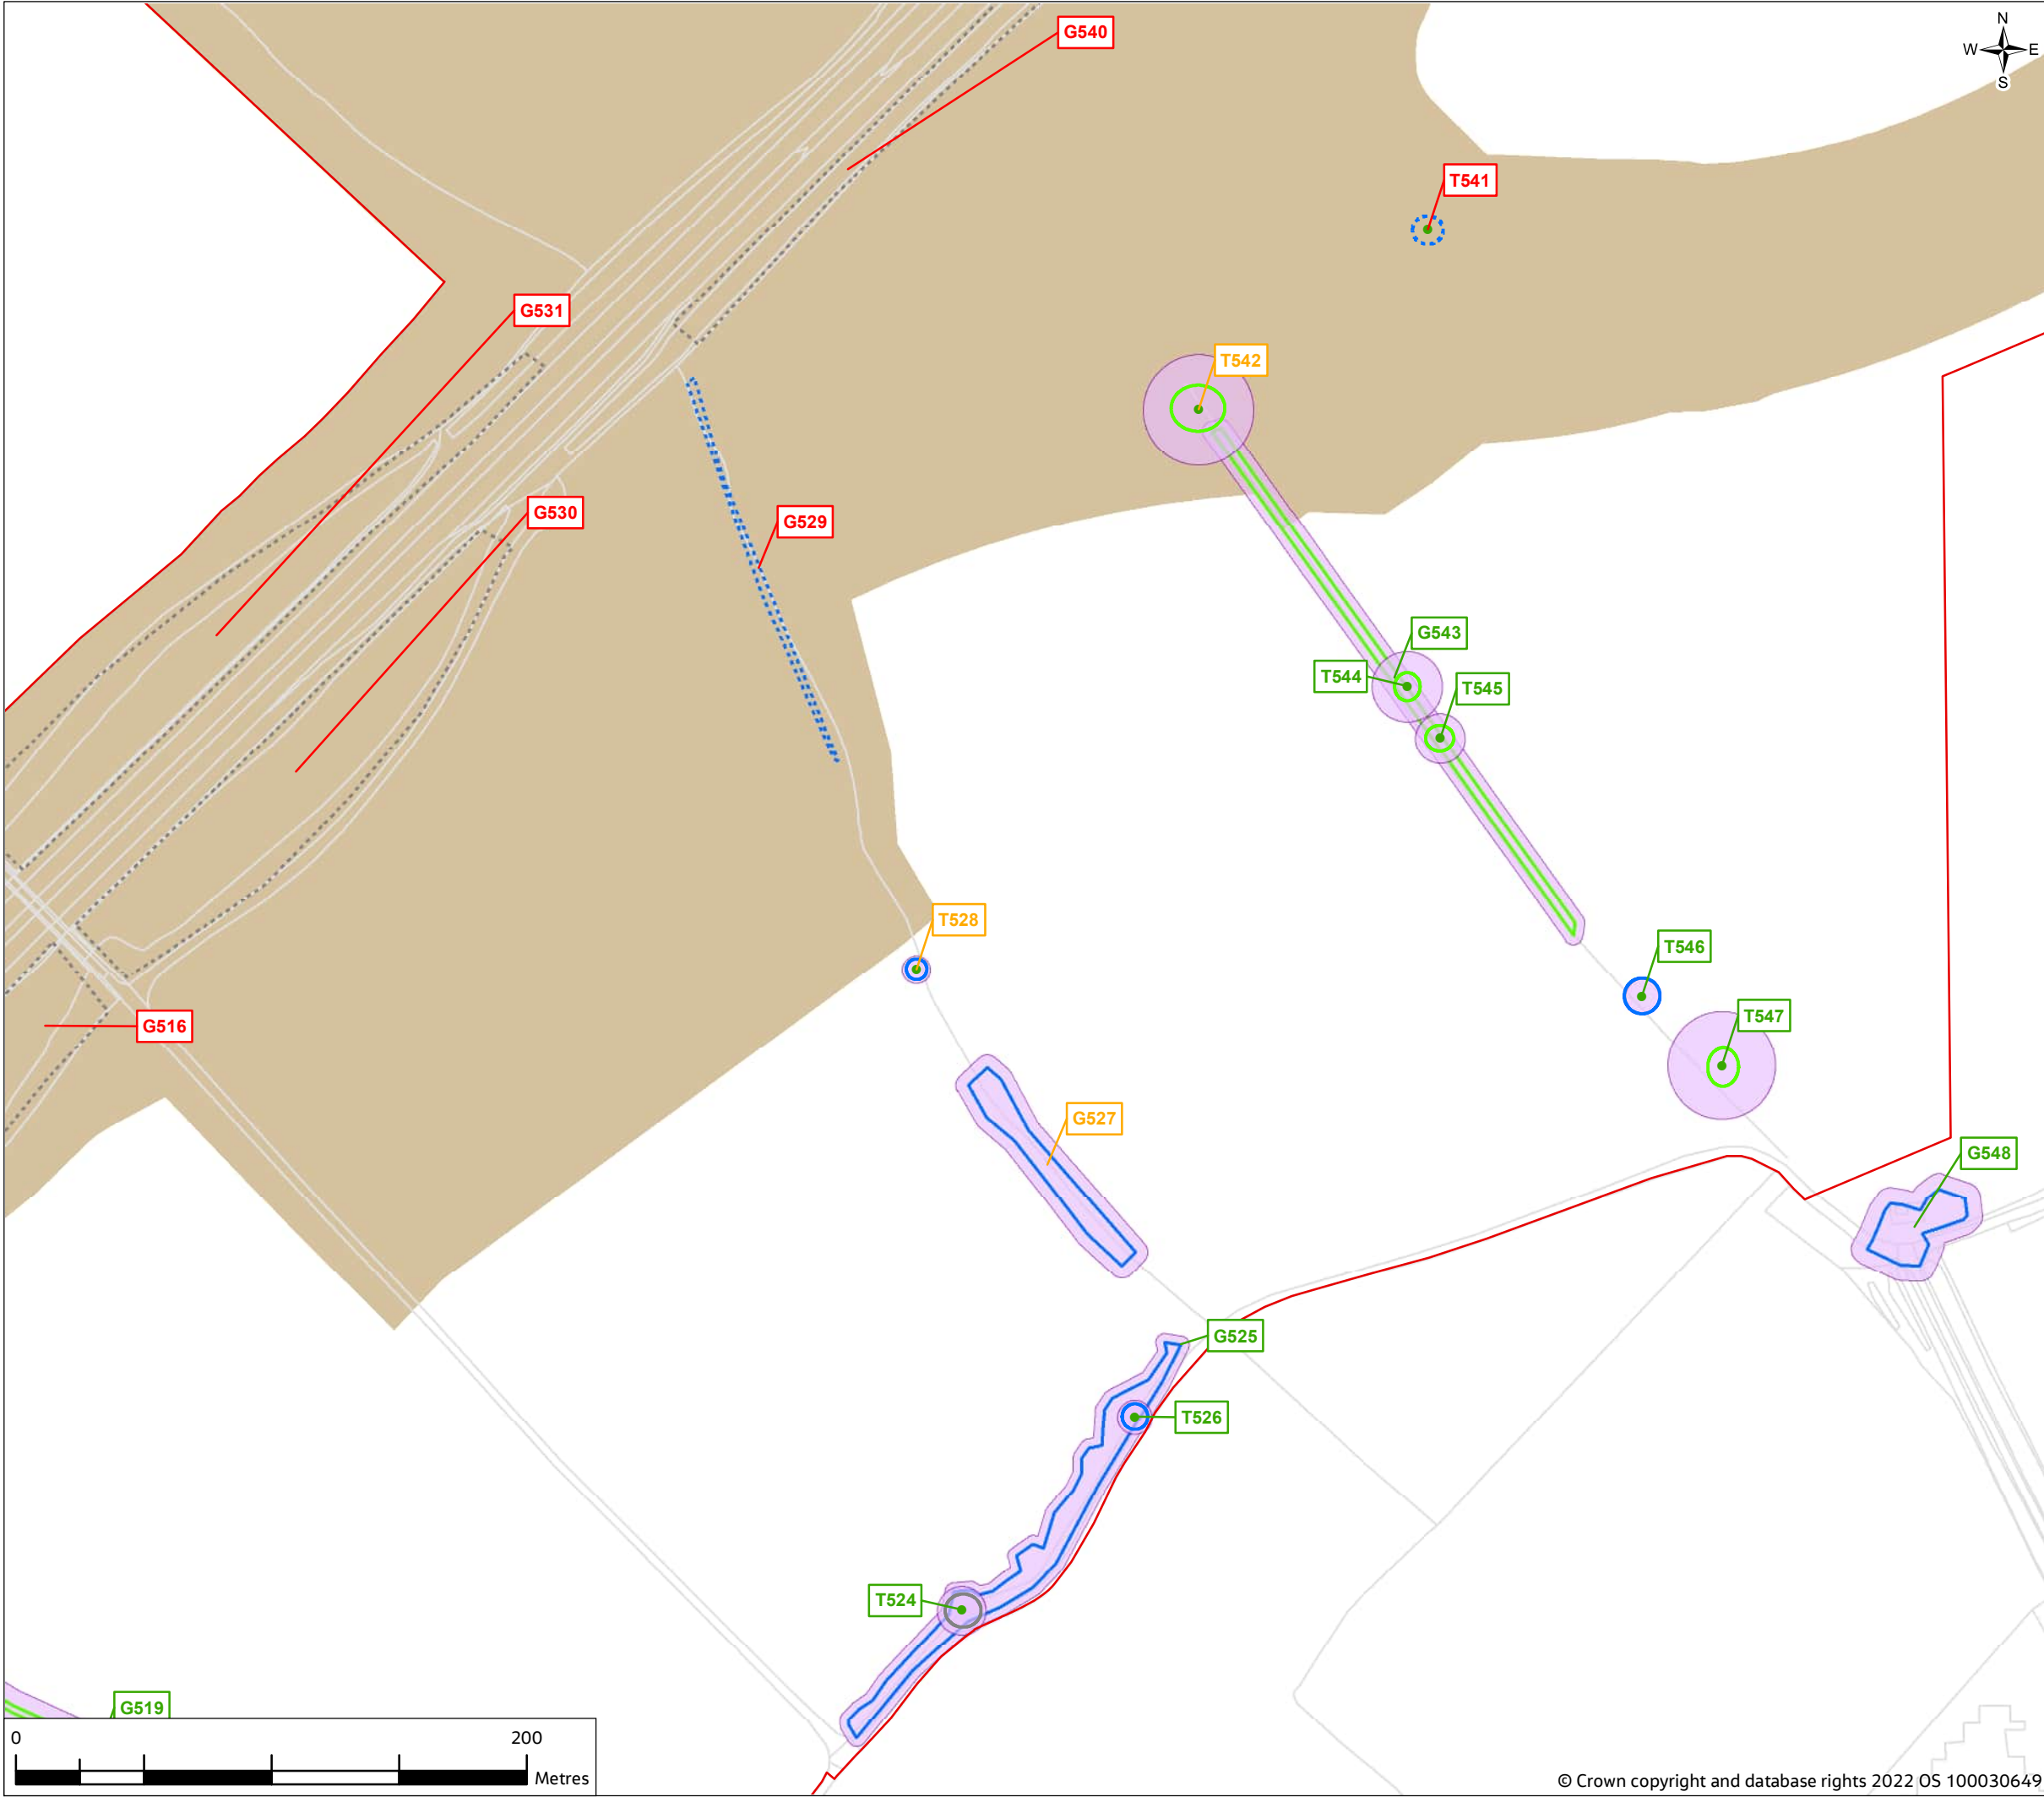 N
G540
W E
S
T541
G531
T542
G530
G529
G543
T544
T545
T528
T546
T547
G516
G527
G548
G525
T526
T524
G519
0 200
Metres
© Crown copyright and database rights 2022 OS 100030649